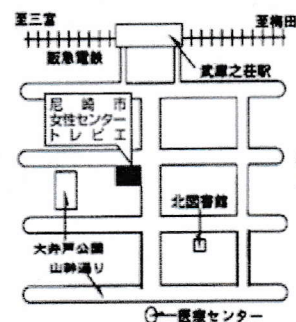 至三宮
至梅田
阪急電鉄
武庫之荘駅
尼崎市
女性センター
トレピエ
北図書館
大井戸公園
山幹通り
医療センター